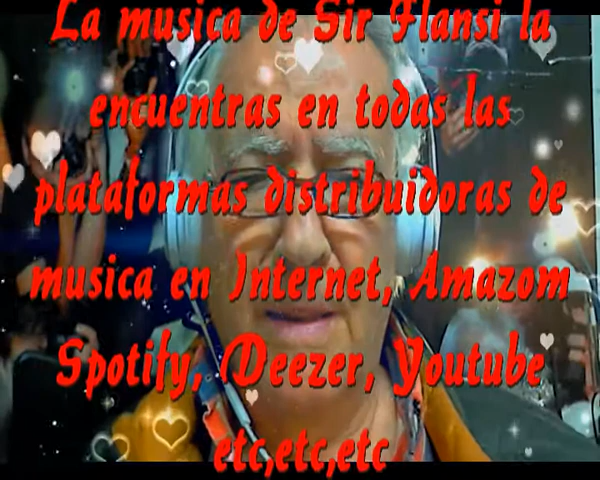 La musica de Sir Flansi la
encuentras en todas las
plataformas distribuidoras de
musica en Internet, Amazom
Spotify, Deezer, Youtube
etc,etc,etc